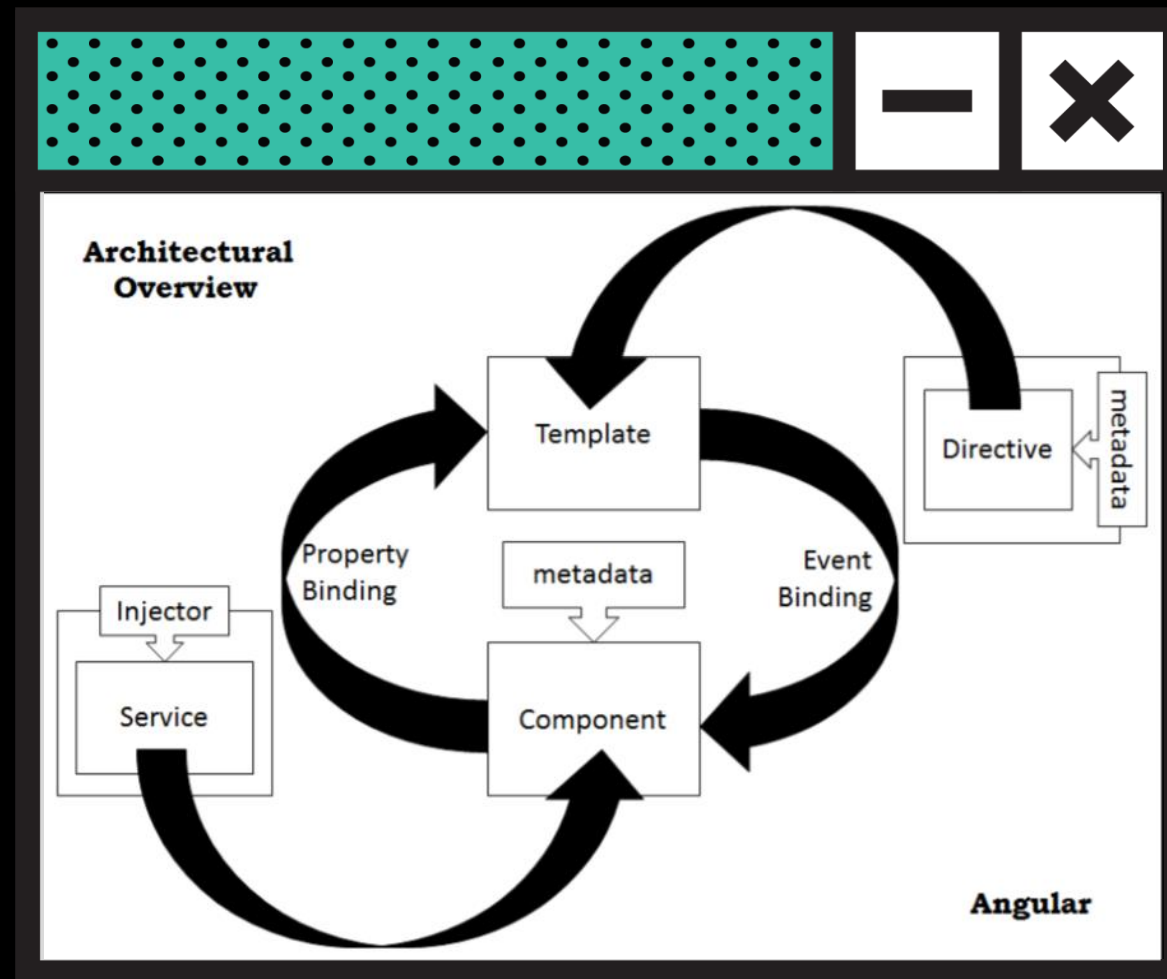 Architectural
Overview
Template
Directive
metadata
Property
Binding
metadata
Event
Binding
Injector
Service
Component
Angular